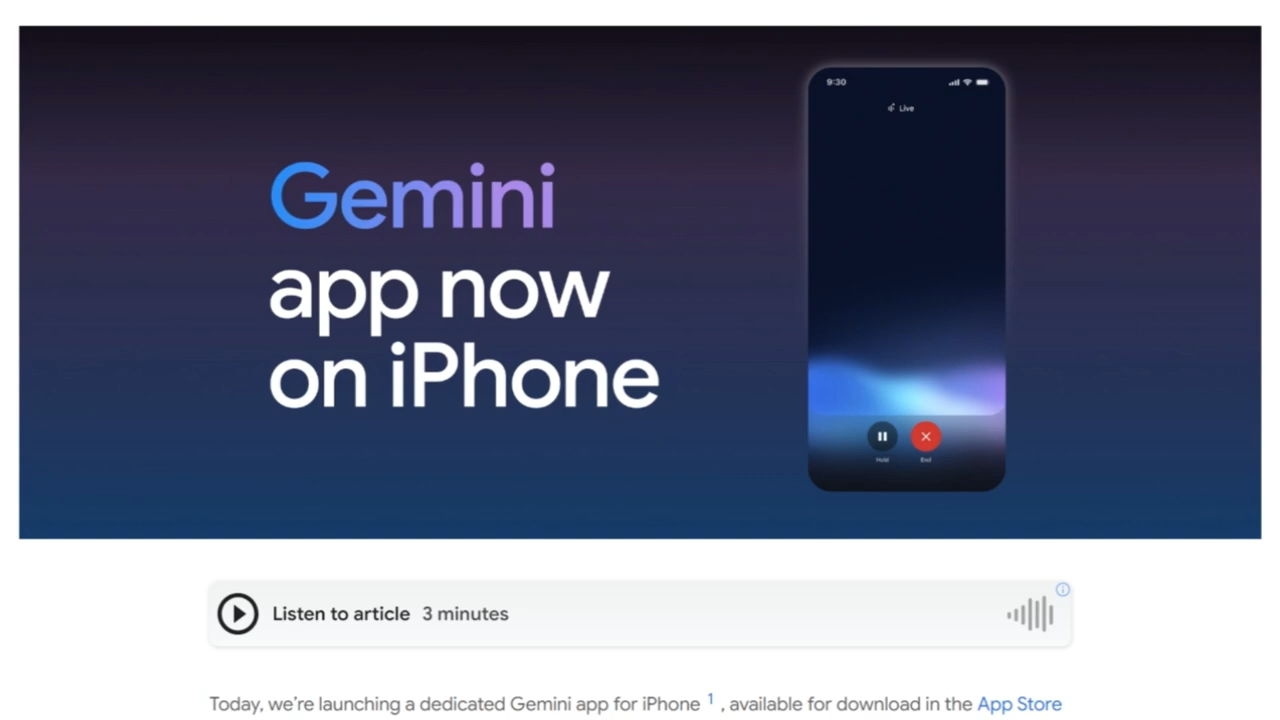 9:30
Live
Gemini
app now
on iPhone
Hold
End
Listen to article 3 minutes
Today, we're launching a dedicated Gemini app for iPhone 1 , available for download in the App Store